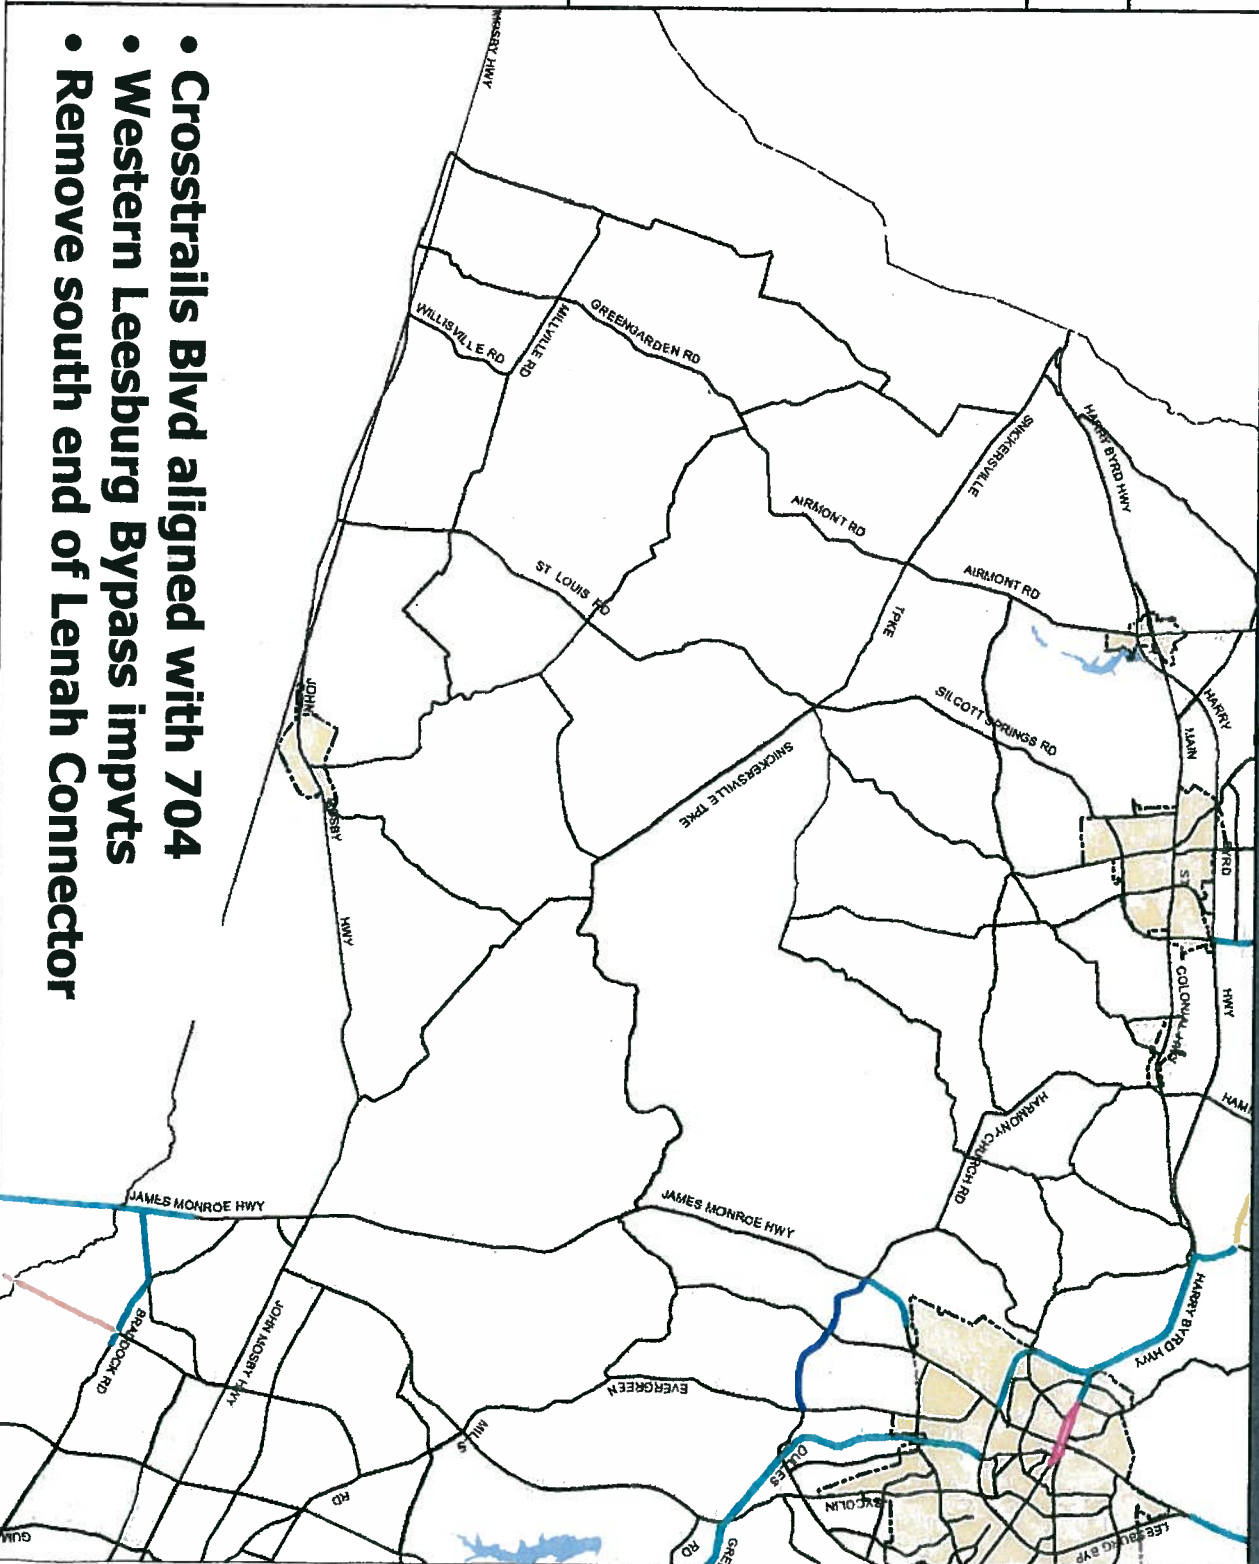 • Crosstrails Blvd aligned with 704
• Western Leesburg Bypass impvts
• Remove south end of Lenah Connector
MOSBY HWY
WILLISVILLE RD
MILLVILLE RD
GREENGARDEN RD
SNICKERSVILLE
HARRY BYRD HWY
AIRMONT RD
AIRMONT RD
ST LOUIS RD
TPKE
SILCOTT SPRINGS RD
HARRY
MAIN
JOHN
MOSBY
SNICKERSVILLE TPKE
BYRD
ST
HWY
COLONIAL HWY
HWY
HARMONY CHURCH RD
JAMES MONROE HWY
JAMES MONROE HWY
HARRY BYRD HWY
BRADDOCK RD
JOHN MOSBY HWY
EVERGREEN
MILLS
RD
DULLES
SYCOLIN
LEESBURG BYP
GUM
RD
GRE